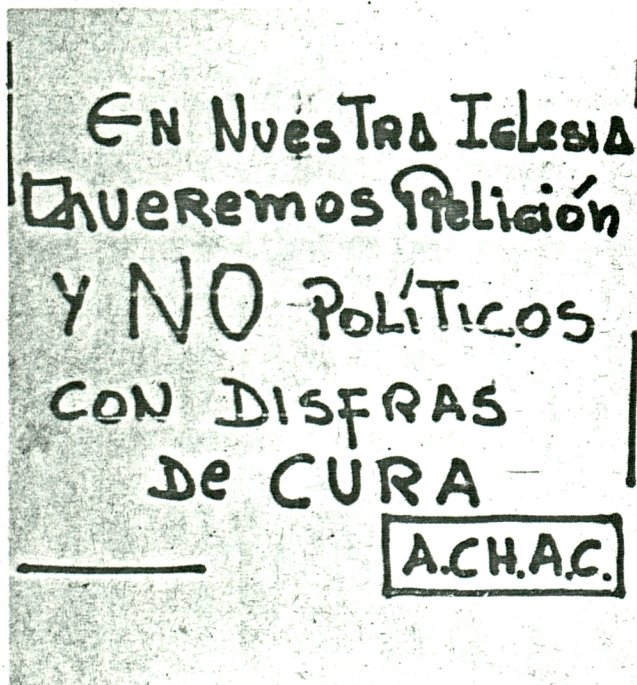 EN NUESTRA IGLESIA
QUEREMOS RELIGIÓN
Y NO POLÍTICOS
CON DISFRAS
De CURA
A.CH.A.C.